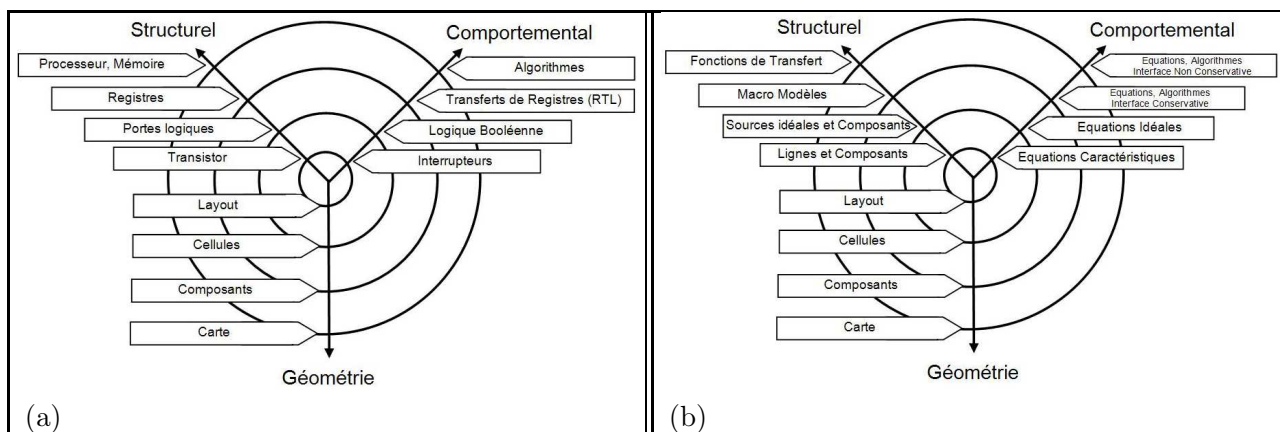 Structurel
Comportemental
Processeur, Mémoire
Algorithmes
Registres
Transferts de Registres (RTL)
Portes logiques
Logique Booléenne
Transistor
Interrupteurs
Layout
Cellules
Composants
Carte
Géométrie
(a)
Structurel
Comportemental
Fonctions de Transfert
Equations, Algorithmes
Interface Non Conservative
Macro Modèles
Equations, Algorithmes
Interface Conservative
Sources idéales et Composants
Equations Idéales
Lignes et Composants
Equations Caractéristiques
Layout
Cellules
Composants
Carte
Géométrie
(b)